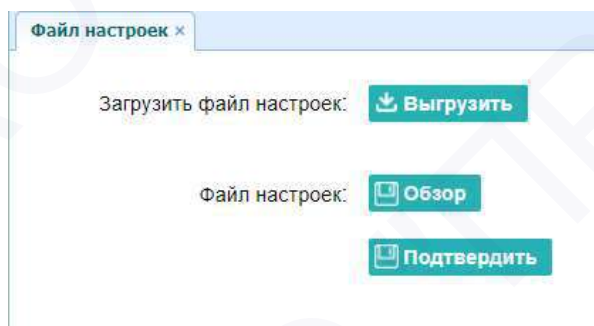 Файл настроек ×
Загрузить файл настроек: Выгрузить
Файл настроек: Обзор
Подтвердить